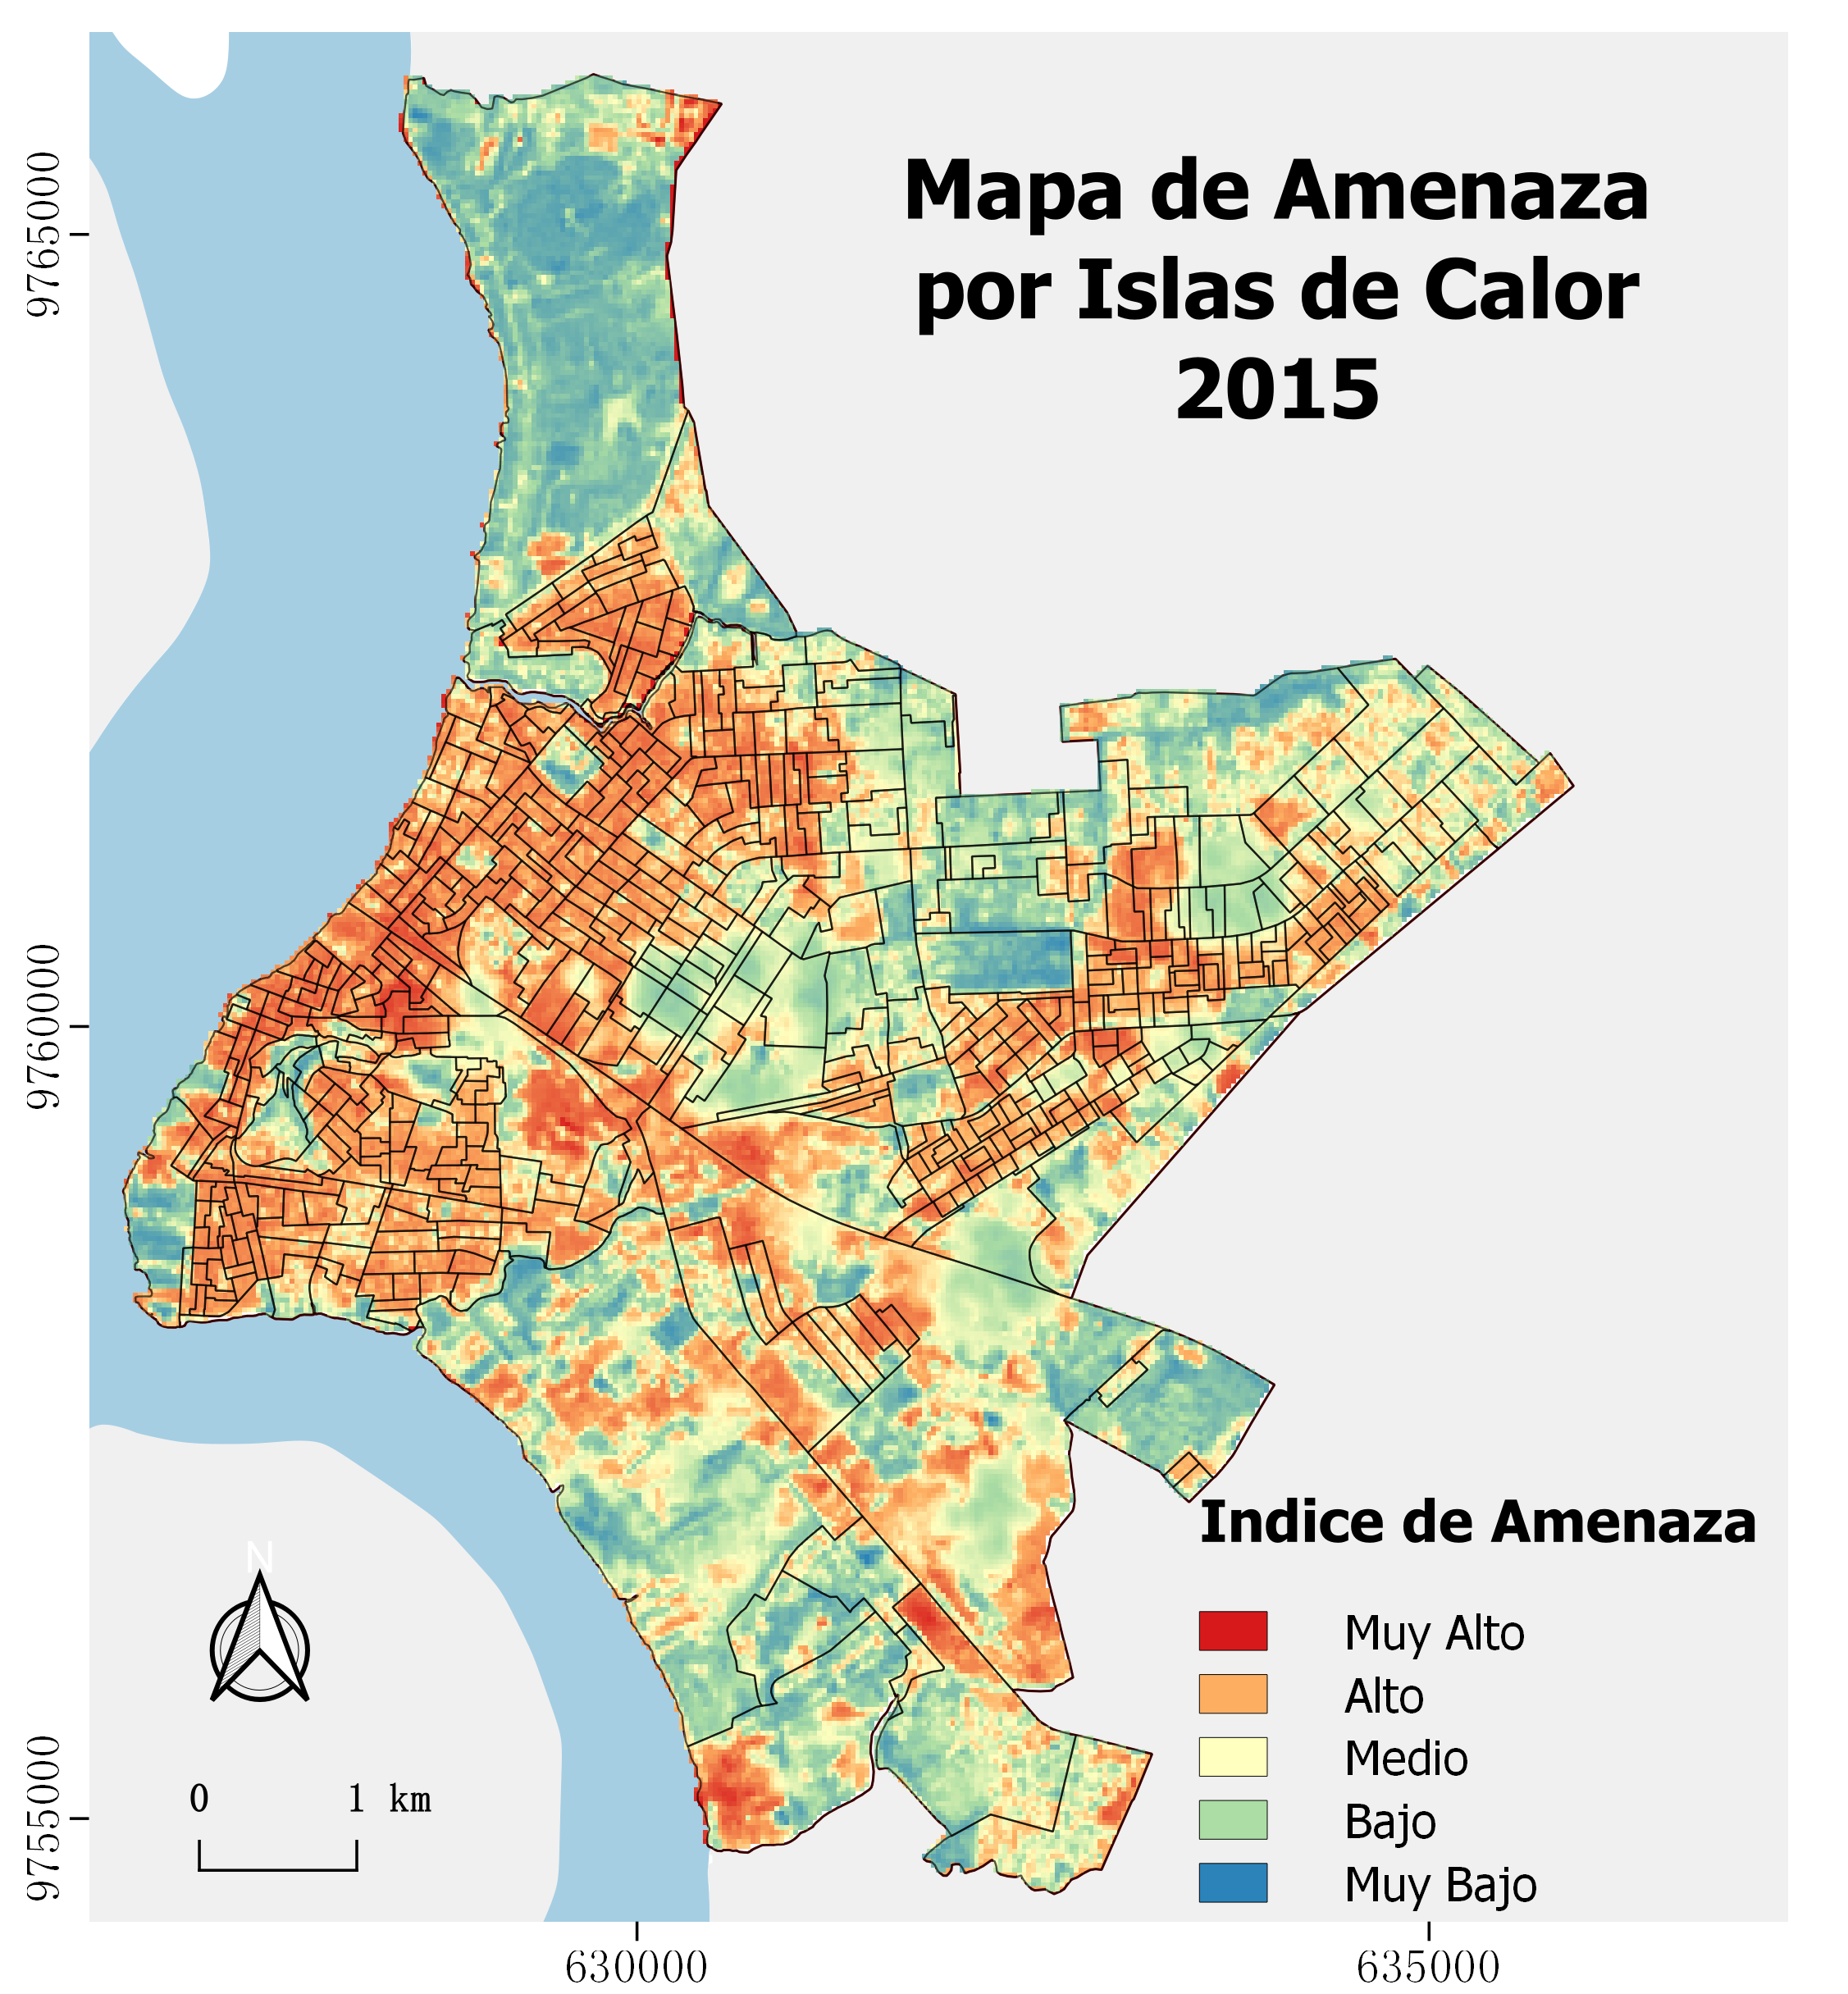 Mapa de Amenaza
por Islas de Calor
2015
9765000
9760000
9755000
N
0 1 km
Indice de Amenaza
Muy Alto
Alto
Medio
Bajo
Muy Bajo
630000 635000